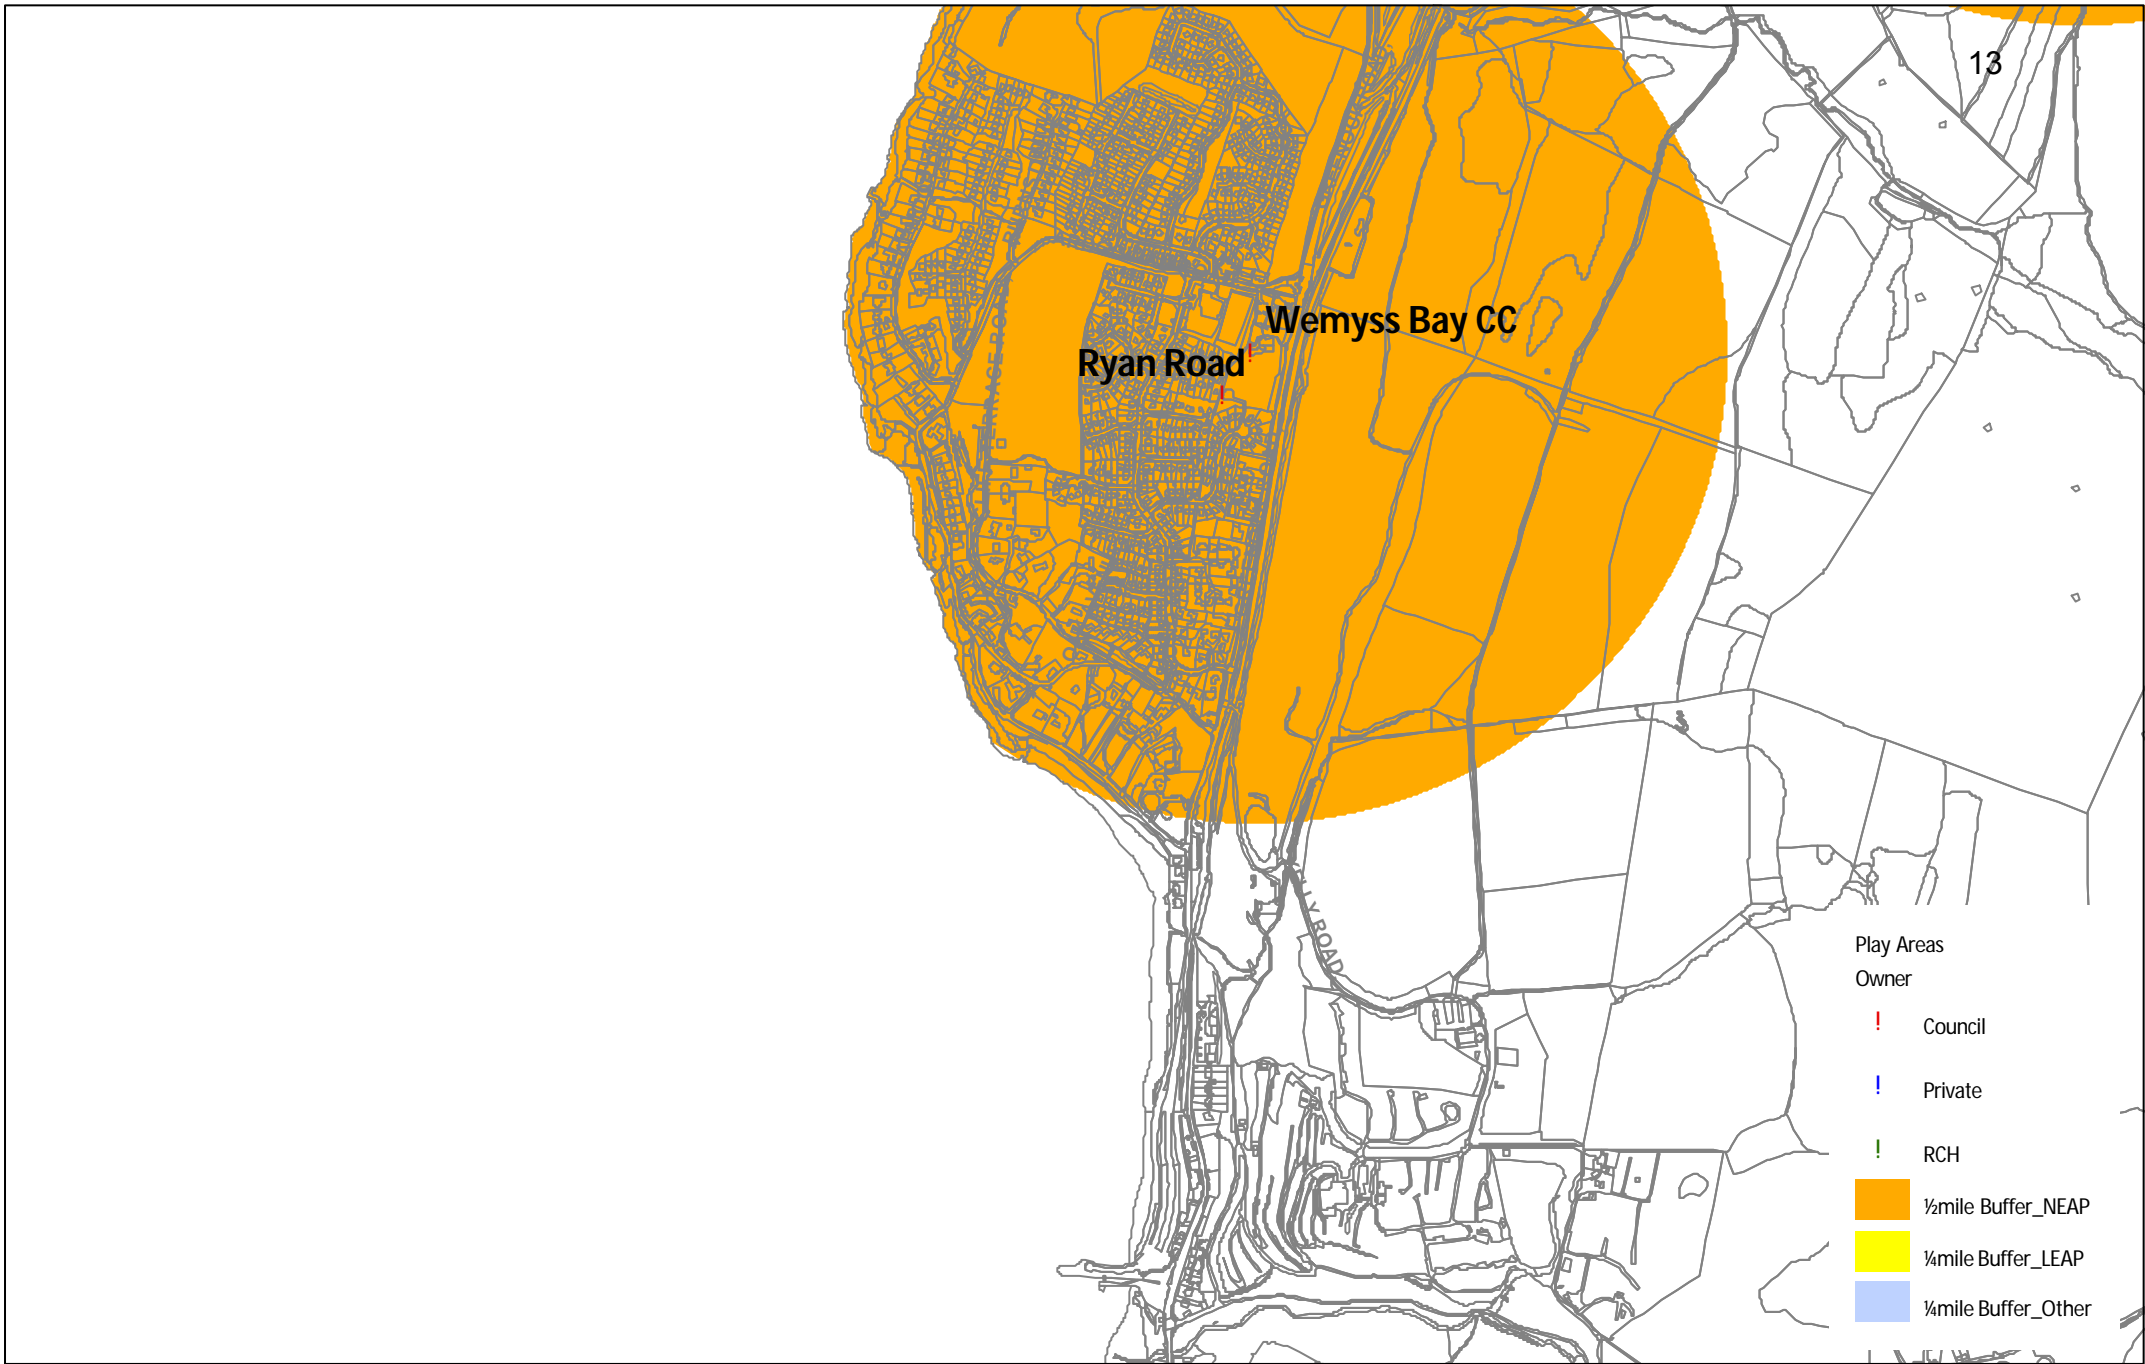 13
Wemyss Bay CC
!
Ryan Road
!
ROAD
Play Areas
Owner
! Council
! Private
! RCH
½mile Buffer_NEAP
¼mile Buffer_LEAP
¼mile Buffer_Other